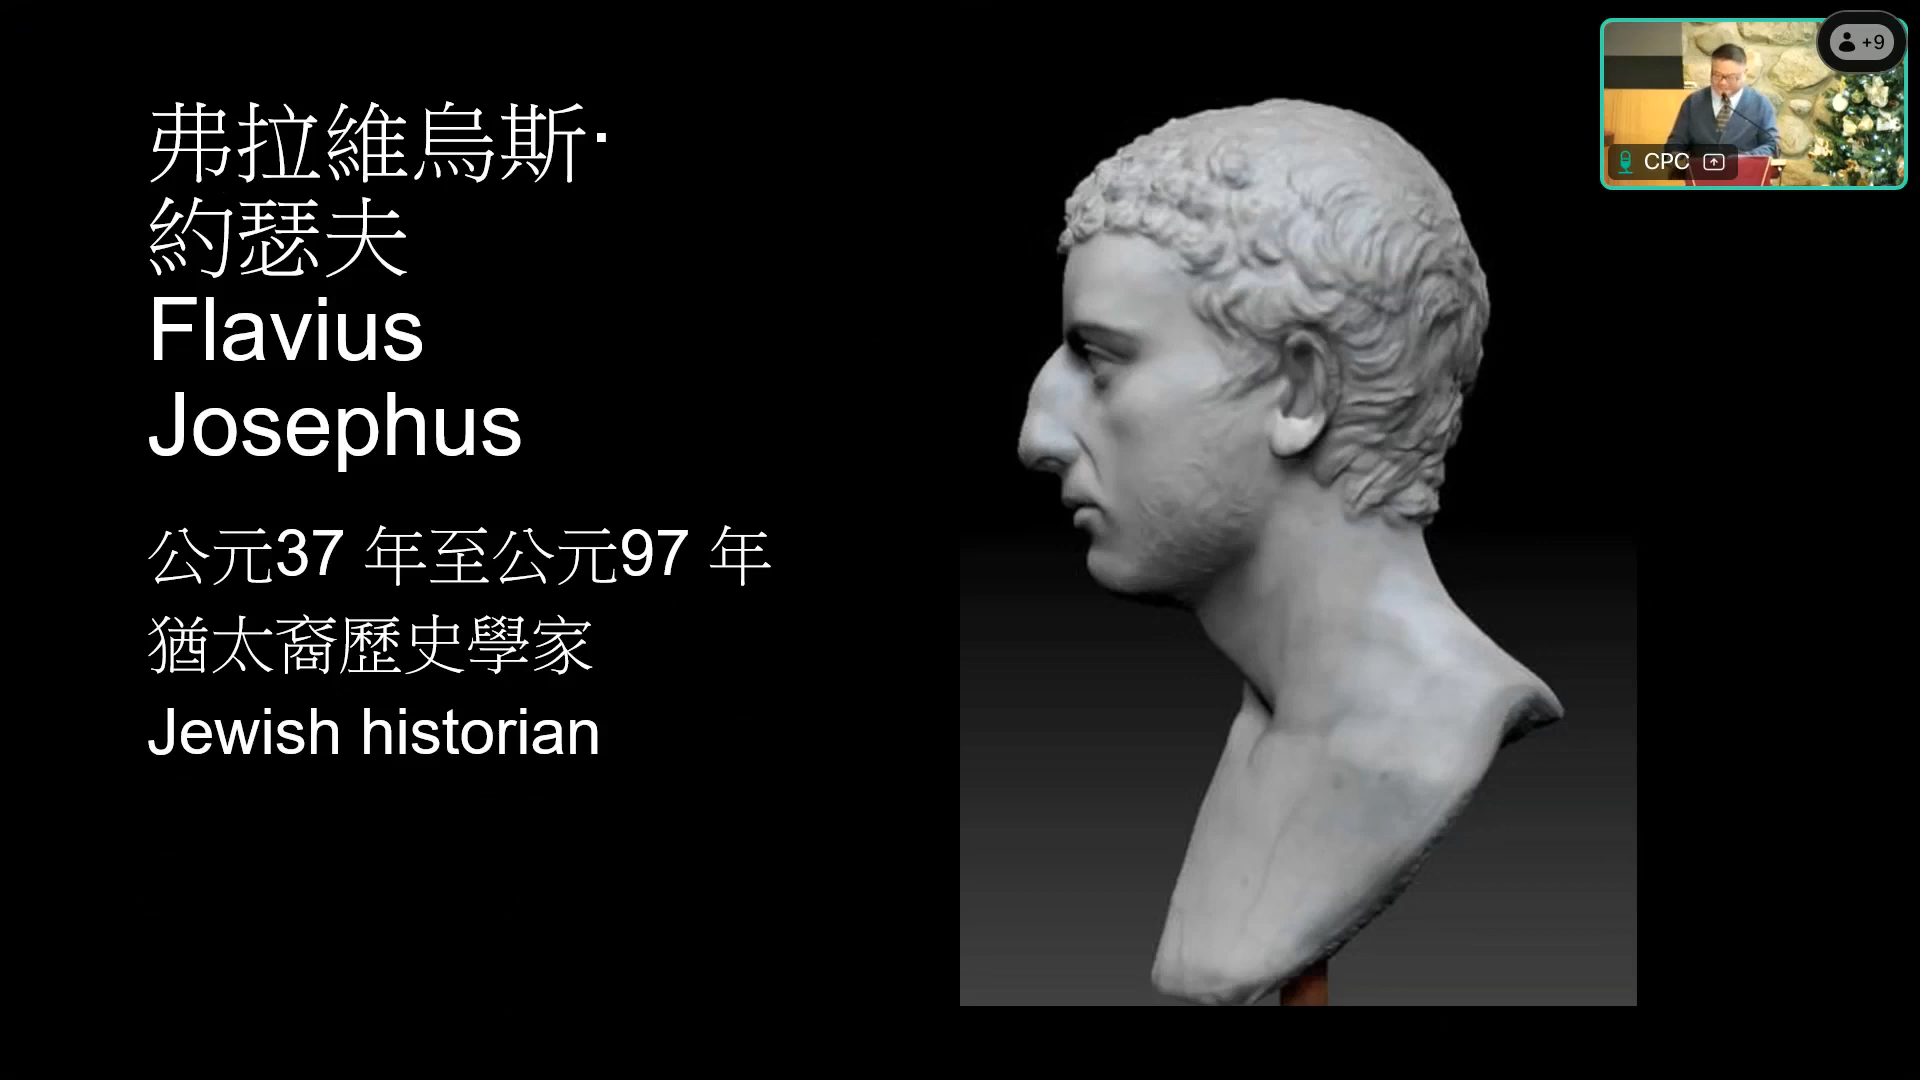 弗拉維烏斯·
約瑟夫
Flavius
Josephus
公元37 年至公元97 年
猶太裔歷史學家
Jewish historian
+9
CPC